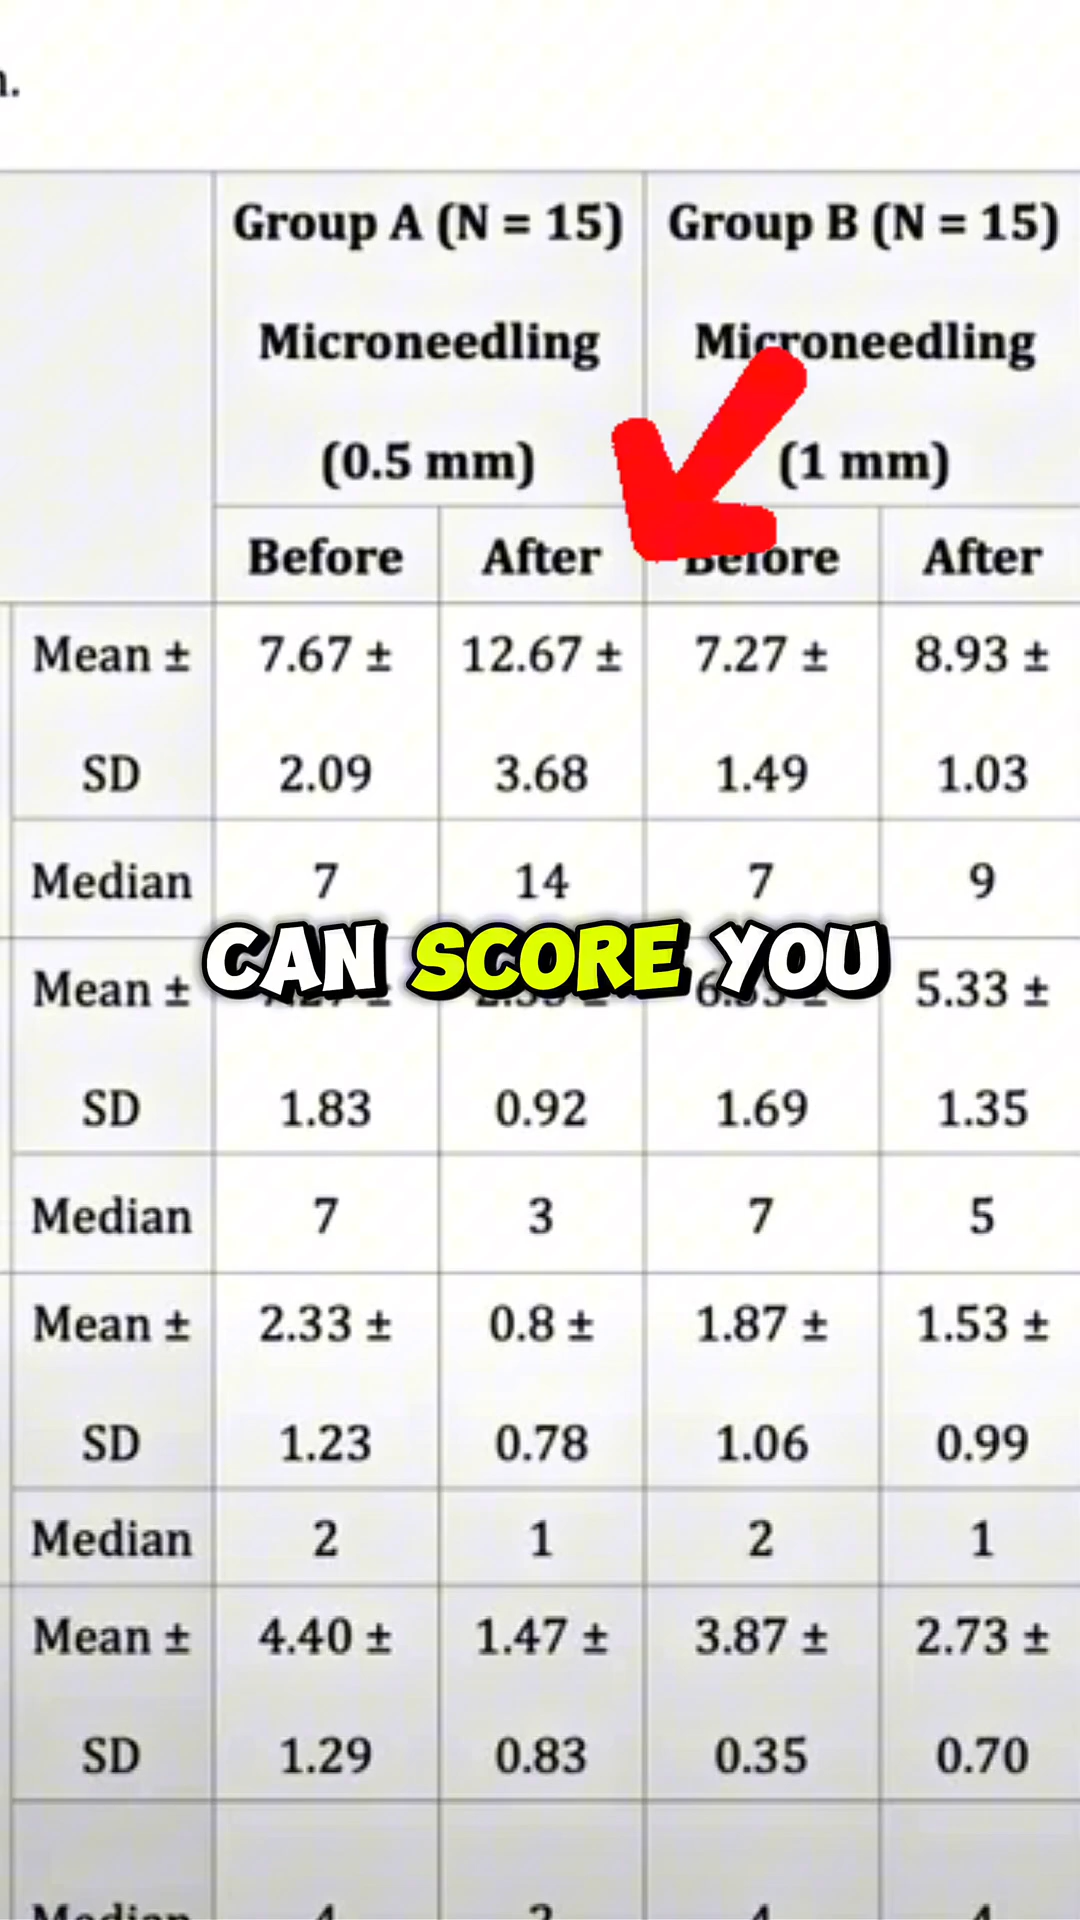 n.
Group A (N = 15) Group B (N = 15)
Microneedling Microneedling
(0.5 mm) (1 mm)
Before After Before After
Mean ± 7.67 ± 12.67 ± 7.27 ± 8.93 ±
SD 2.09 3.68 1.49 1.03
Median 7 14 7 9
CAN SCORE YOU
Mean ± 5.33 ±
SD 1.83 0.92 1.69 1.35
Median 7 3 7 5
Mean ± 2.33 ± 0.8 ± 1.87 ± 1.53 ±
SD 1.23 0.78 1.06 0.99
Median 2 1 2 1
Mean ± 4.40 ± 1.47 ± 3.87 ± 2.73 ±
SD 1.29 0.83 0.35 0.70
Median